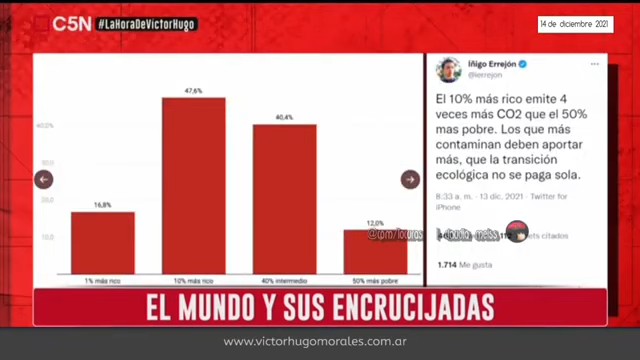 C5N #LaHoraDeVictorHugo
14 de diciembre 2021
47,6%
40,4%
16,8%
12,0%
1% más rico
10% más rico
40% intermedio
50% más pobre
Íñigo Errejón
@ierrejon
El 10% más rico emite 4
veces más CO2 que el 50%
mas pobre. Los que más
contaminan deben aportar
más, que la transición
ecológica no se paga sola.
8:33 a. m. · 13 dic. 2021 · Twitter for
iPhone
ets citados
1.714 Me gusta
EL MUNDO Y SUS ENCRUCIJADAS
www.victorhugomorales.com.ar